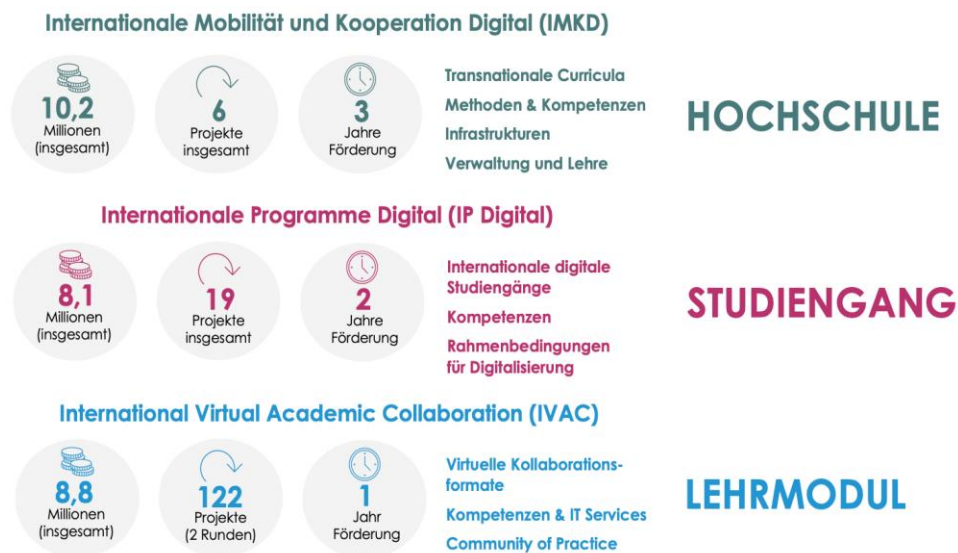 Internationale Mobilität und Kooperation Digital (IMKD)
10,2
Millionen
(insgesamt)
6
Projekte
insgesamt
3
Jahre
Förderung
Transnationale Curricula
Methoden & Kompetenzen
Infrastrukturen
Verwaltung und Lehre
HOCHSCHULE
Internationale Programme Digital (IP Digital)
8,1
Millionen
(insgesamt)
19
Projekte
insgesamt
2
Jahre
Förderung
Internationale digitale
Studiengänge
Kompetenzen
Rahmenbedingungen
für Digitalisierung
STUDIENGANG
International Virtual Academic Collaboration (IVAC)
8,8
Millionen
(insgesamt)
122
Projekte
(2 Runden)
1
Jahr
Förderung
Virtuelle Kollaborations-
formate
Kompetenzen & IT Services
Community of Practice
LEHRMODUL